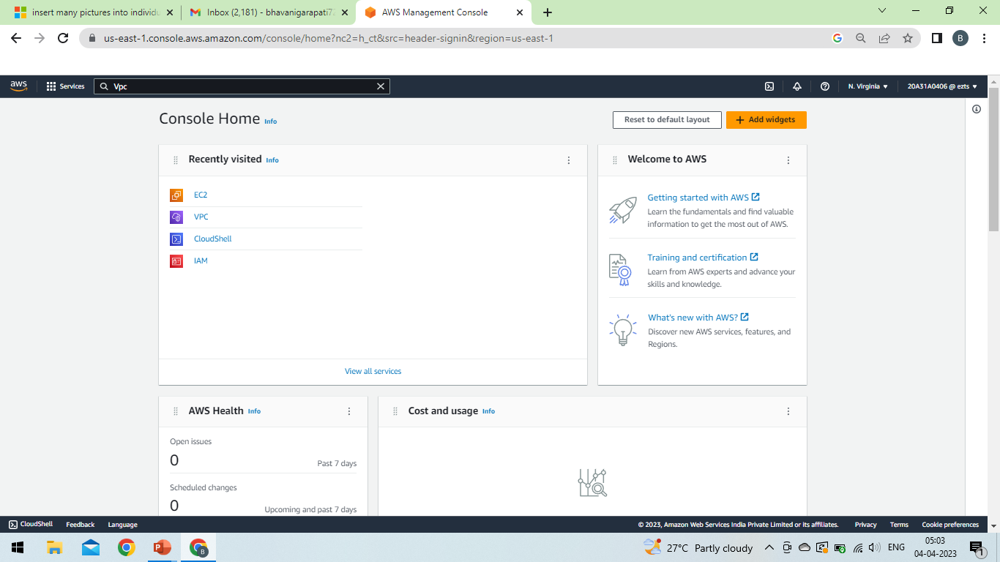 insert many pictures into individu
Inbox (2,181) - bhavanigarapati7
AWS Management Console
us-east-1.console.aws.amazon.com/console/home?nc2=h_ct&src=header-signin&region=us-east-1
B
aws
Services
Vpc
N. Virginia
20A31A0406 @ ezts
Console Home Info
Reset to default layout
Add widgets
Recently visited Info
EC2
VPC
CloudShell
IAM
View all services
Welcome to AWS
Getting started with AWS
Learn the fundamentals and find valuable
information to get the most out of AWS.
Training and certification
Learn from AWS experts and advance your
skills and knowledge.
What's new with AWS?
Discover new AWS services, features, and
Regions.
AWS Health Info
Open issues
0
Past 7 days
Scheduled changes
0
Upcoming and past 7 days
Cost and usage Info
CloudShell Feedback Language
© 2023, Amazon Web Services India Private Limited or its affiliates. Privacy Terms Cookie preferences
27°C Partly cloudy
ENG
05:03
04-04-2023
1